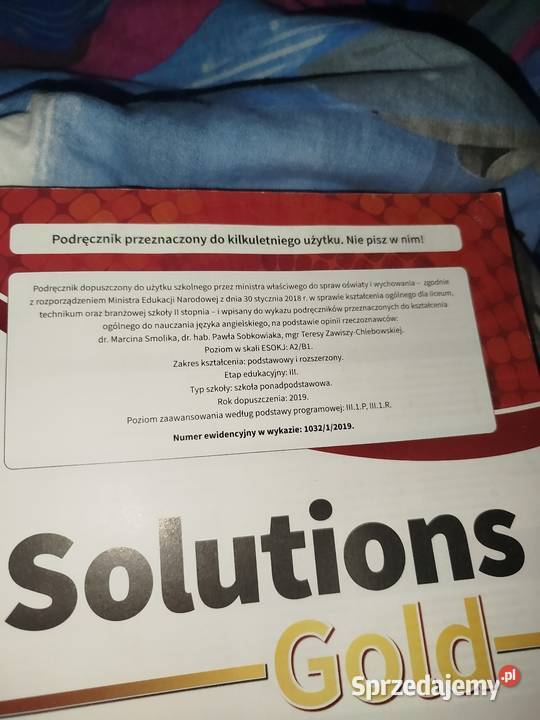 Podręcznik przeznaczony do kilkuletniego użytku. Nie pisz w nim!
Podręcznik dopuszczony do użytku szkolnego przez ministra właściwego do spraw oświaty i wychowania – zgodnie
z rozporządzeniem Ministra Edukacji Narodowej z dnia 30 stycznia 2018 r. w sprawie kształcenia ogólnego dla liceum,
technikum oraz branżowej szkoły II stopnia – i wpisany do wykazu podręczników przeznaczonych do kształcenia
ogólnego do nauczania języka angielskiego, na podstawie opinii rzeczoznawców:
dr. Marcina Smolika, dr. hab. Pawła Sobkowiaka, mgr Teresy Zawiszy-Chlebowskiej.
Poziom w skali ESOKJ: A2/B1.
Zakres kształcenia: podstawowy i rozszerzony.
Etap edukacyjny: III.
Typ szkoły: szkoła ponadpodstawowa.
Rok dopuszczenia: 2019.
Poziom zaawansowania według podstawy programowej: III.1.P, III.1.R.
Numer ewidencyjny w wykazie: 1032/1/2019.
Solutions
Gold
Sprzedajemy.pl